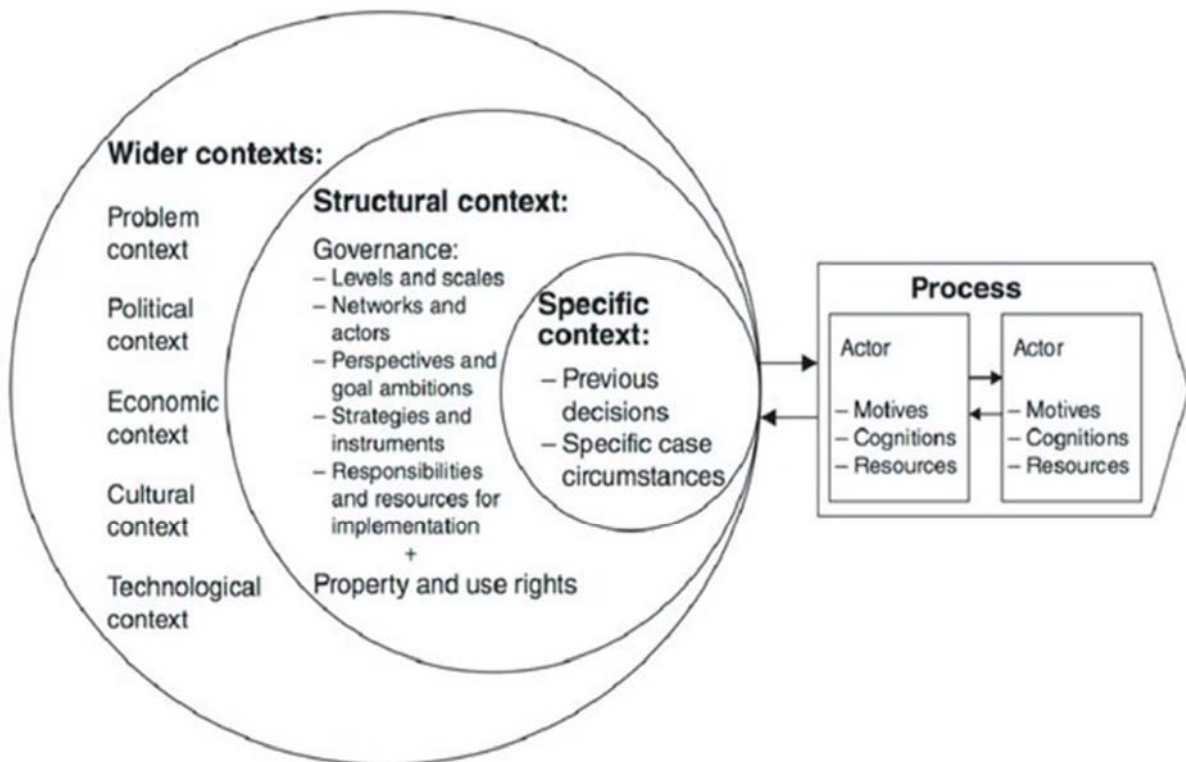 Wider contexts:
Problem
context
Political
context
Economic
context
Cultural
context
Technological
context
Structural context:
Governance:
– Levels and scales
– Networks and
actors
– Perspectives and
goal ambitions
– Strategies and
instruments
– Responsibilities
and resources for
implementation
+
Property and use rights
Specific
context:
– Previous
decisions
– Specific case
circumstances
Process
Actor
– Motives
– Cognitions
– Resources
Actor
– Motives
– Cognitions
– Resources